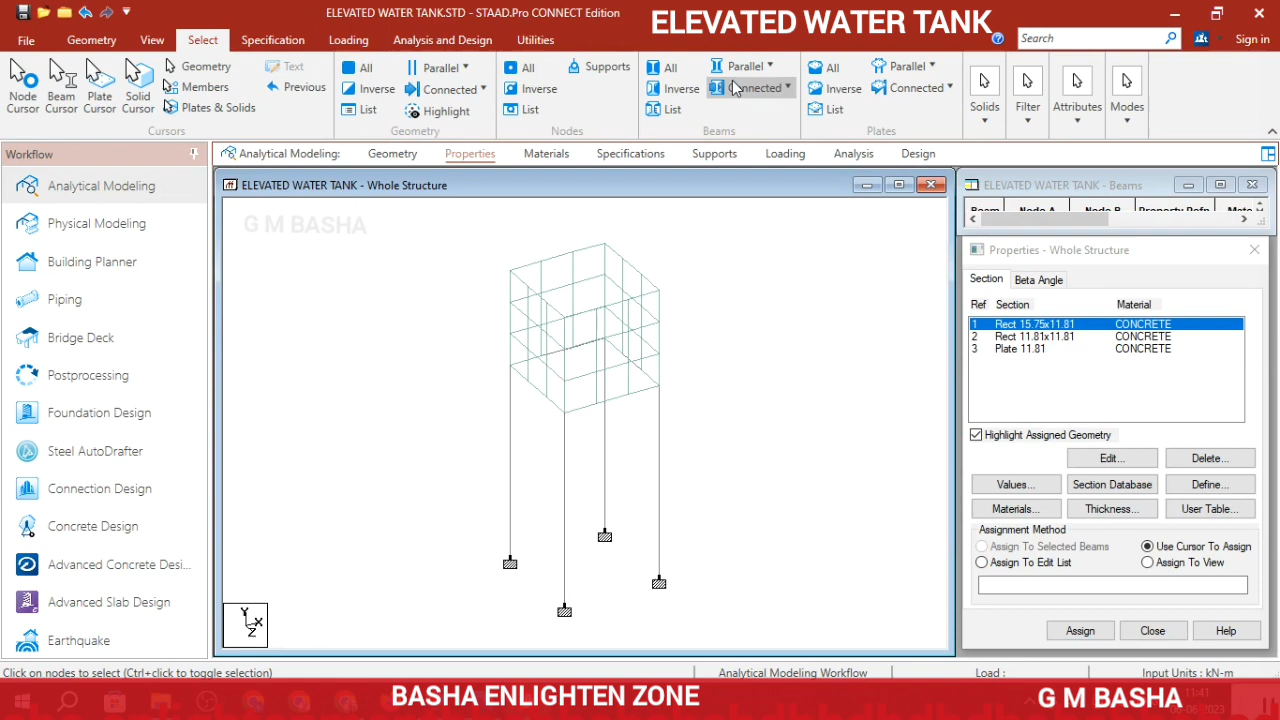 ELEVATED WATER TANK.STD - STAAD.Pro CONNECT Edition
ELEVATED WATER TANK
File Geometry View Select Specification Loading Analysis and Design Utilities
Search
Sign in
Node Cursor
Beam Cursor
Plate Cursor
Solid Cursor
Geometry
Members
Plates & Solids
Text
Previous
Cursors
All
Inverse
List
Parallel
Connected
Highlight
Geometry
All
Inverse
List
Supports
Nodes
All
Inverse
List
Parallel
Connected
Beams
All
Inverse
List
Parallel
Connected
Plates
Solids
Filter
Attributes
Modes
Workflow
Analytical Modeling
Physical Modeling
Building Planner
Piping
Bridge Deck
Postprocessing
Foundation Design
Steel AutoDrafter
Connection Design
Concrete Design
Advanced Concrete Desi...
Advanced Slab Design
Earthquake
Analytical Modeling: Geometry Properties Materials Specifications Supports Loading Analysis Design
ELEVATED WATER TANK - Whole Structure
G M BASHA
Y
X
Z
ELEVATED WATER TANK - Beams
Beam Node A Node B Property Refn Mate
Properties - Whole Structure
Section Beta Angle
Ref Section Material
1 Rect 15.75x11.81 CONCRETE
2 Rect 11.81x11.81 CONCRETE
3 Plate 11.81 CONCRETE
Highlight Assigned Geometry
Edit... Delete...
Values... Section Database Define...
Materials... Thickness... User Table...
Assignment Method
Assign To Selected Beams Use Cursor To Assign
Assign To Edit List Assign To View
Assign Close Help
Click on nodes to select (Ctrl+click to toggle selection)
Analytical Modeling Workflow
Load :
Input Units : kN-m
BASHA ENLIGHTEN ZONE
G M BASHA
11:41